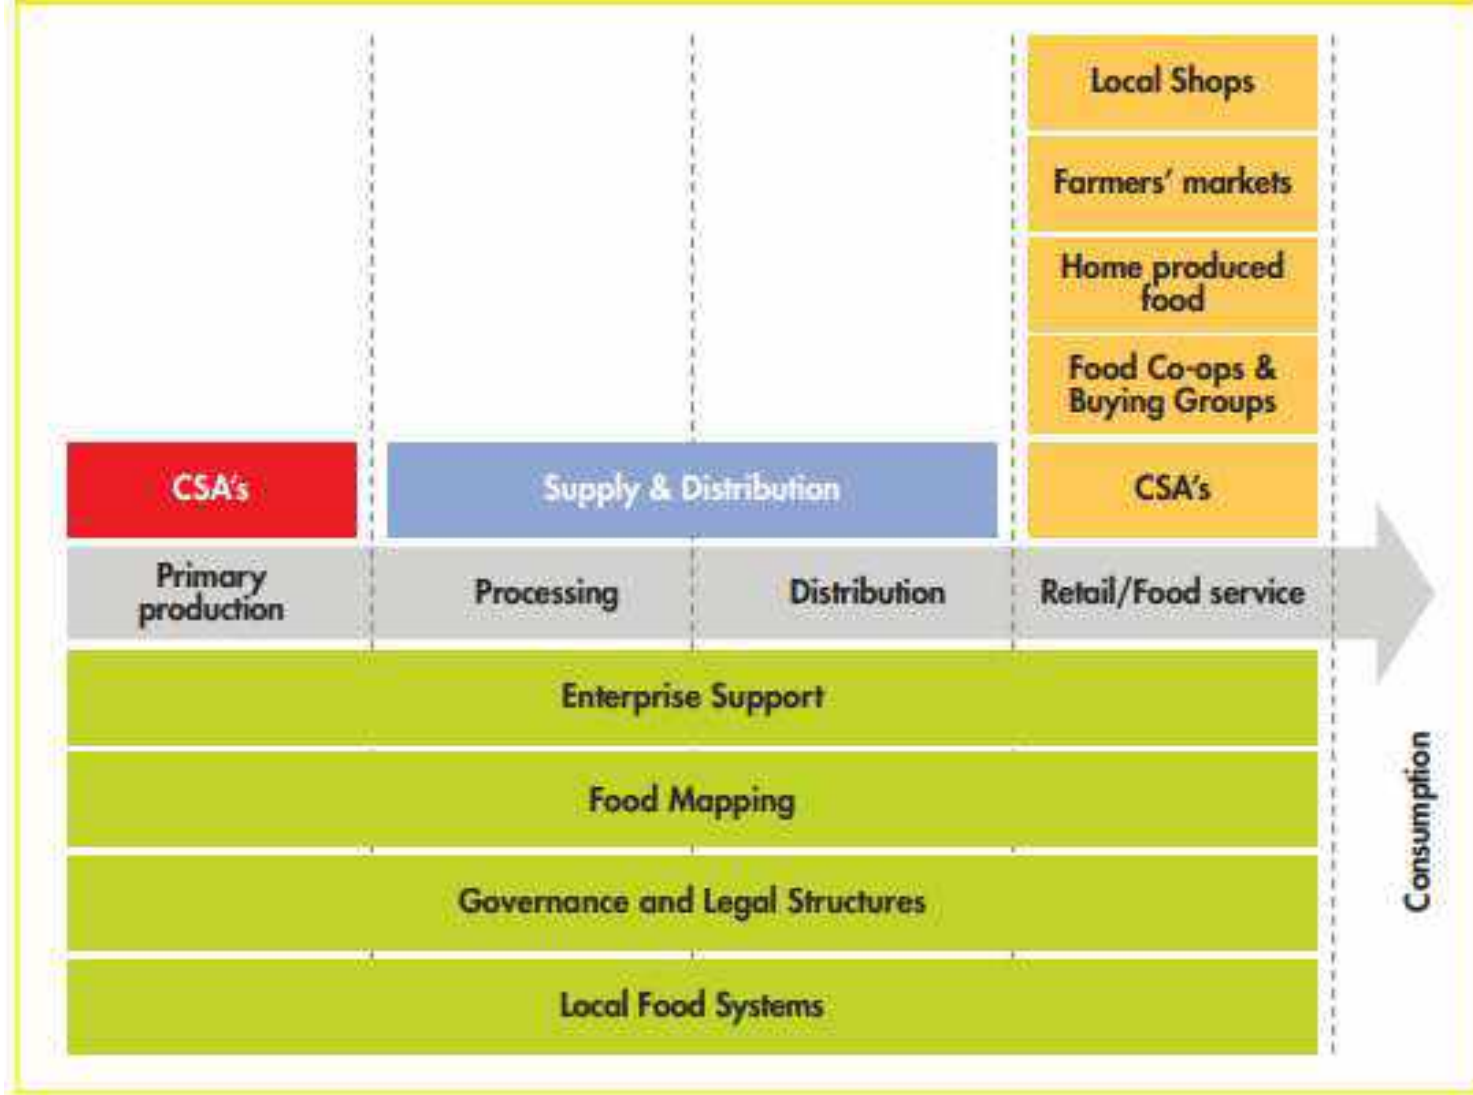 Local Shops
Farmers’ markets
Home produced
food
Food Co-ops &
Buying Groups
CSA’s
Supply & Distribution
CSA’s
Primary
production
Processing
Distribution
Retail/Food service
Enterprise Support
Food Mapping
Governance and Legal Structures
Local Food Systems
Consumption